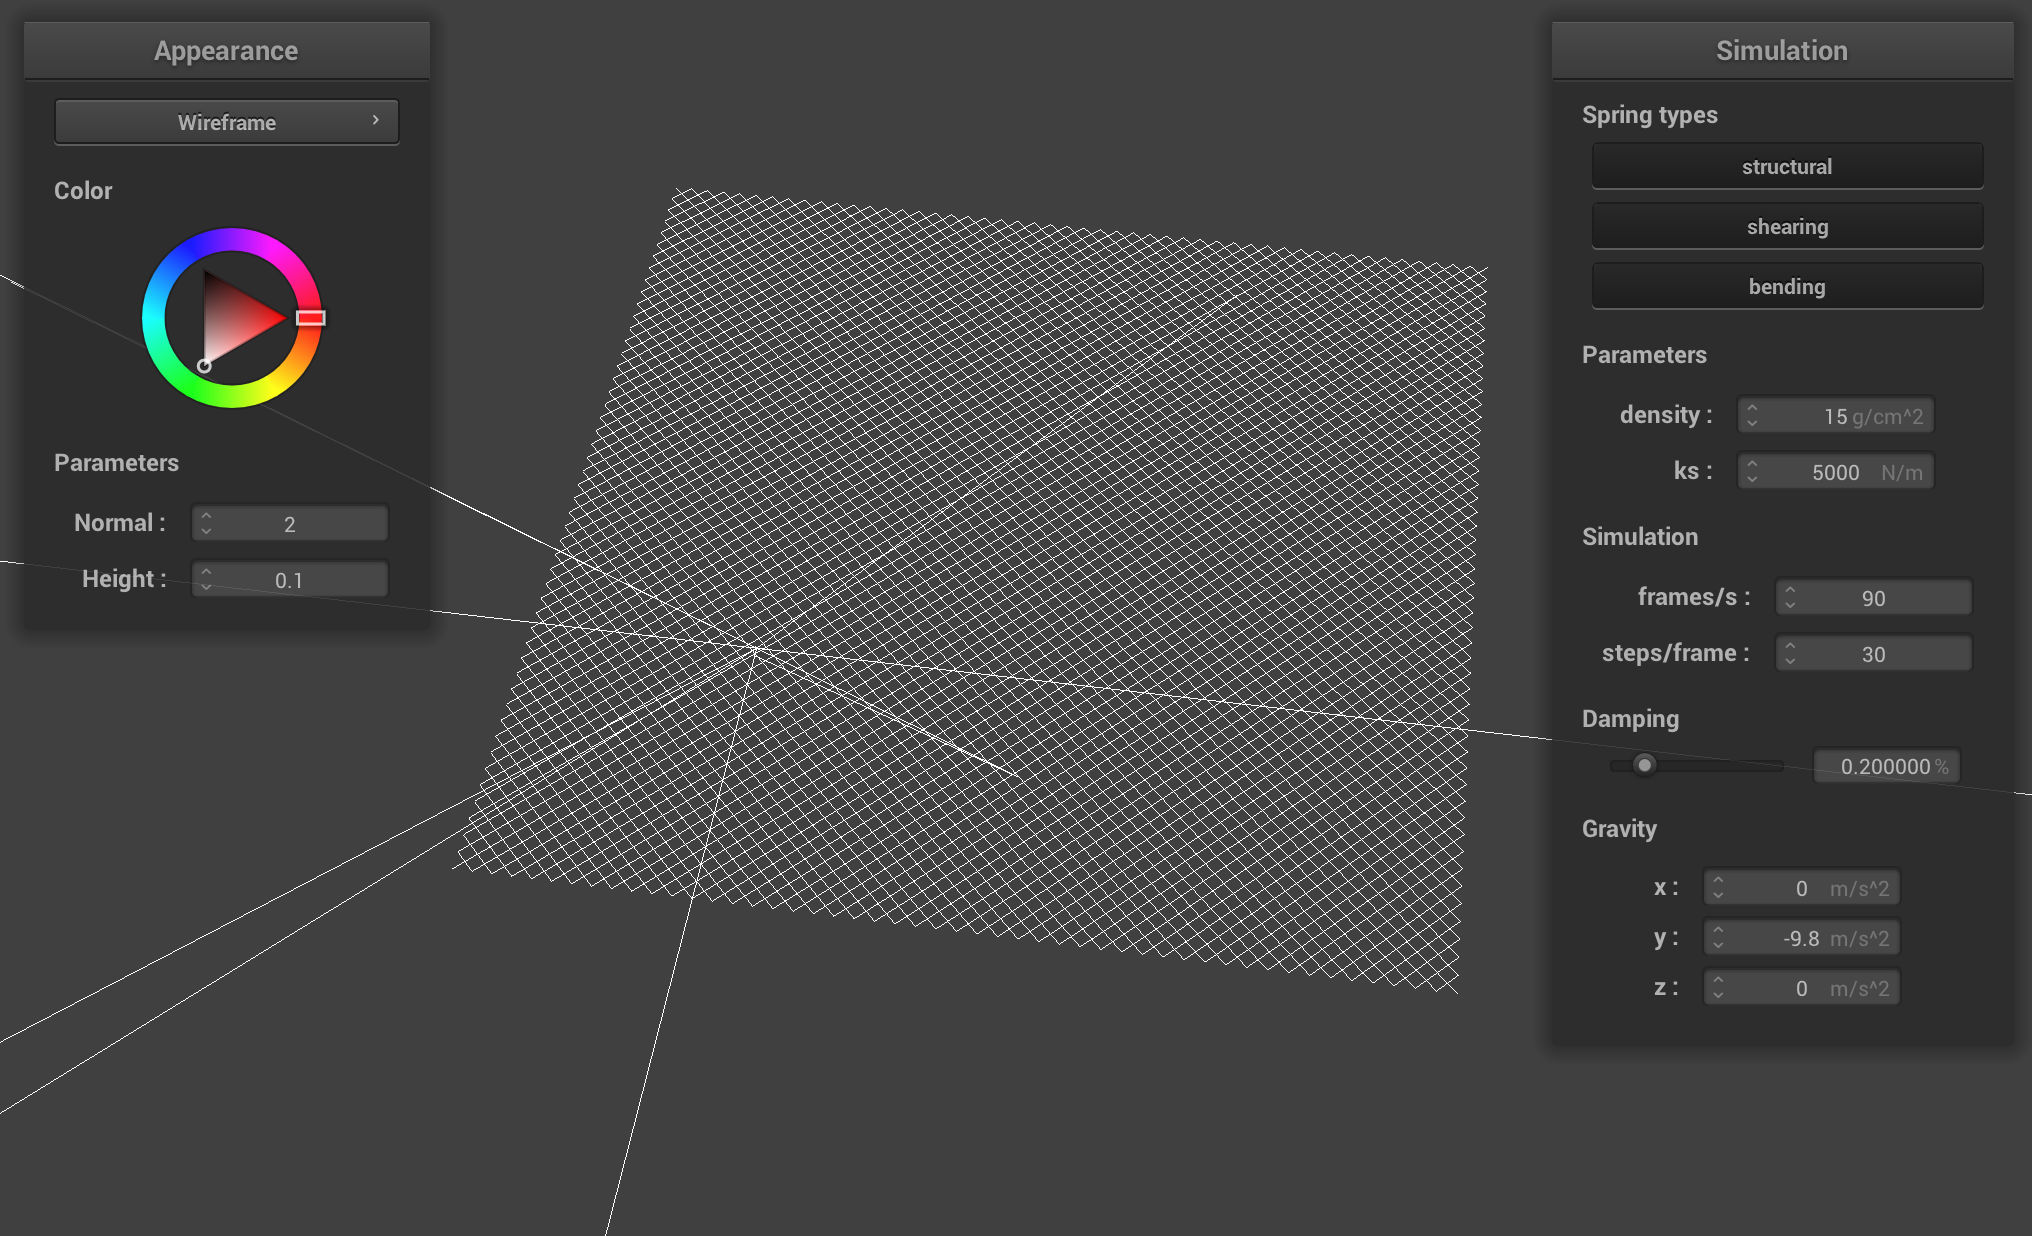 Appearance
Wireframe
Color
Parameters
Normal : 2
Height : 0.1
Simulation
Spring types
structural
shearing
bending
Parameters
density : 15 g/cm^2
ks : 5000 N/m
Simulation
frames/s : 90
steps/frame : 30
Damping
0.200000 %
Gravity
x : 0 m/s^2
y : -9.8 m/s^2
z : 0 m/s^2